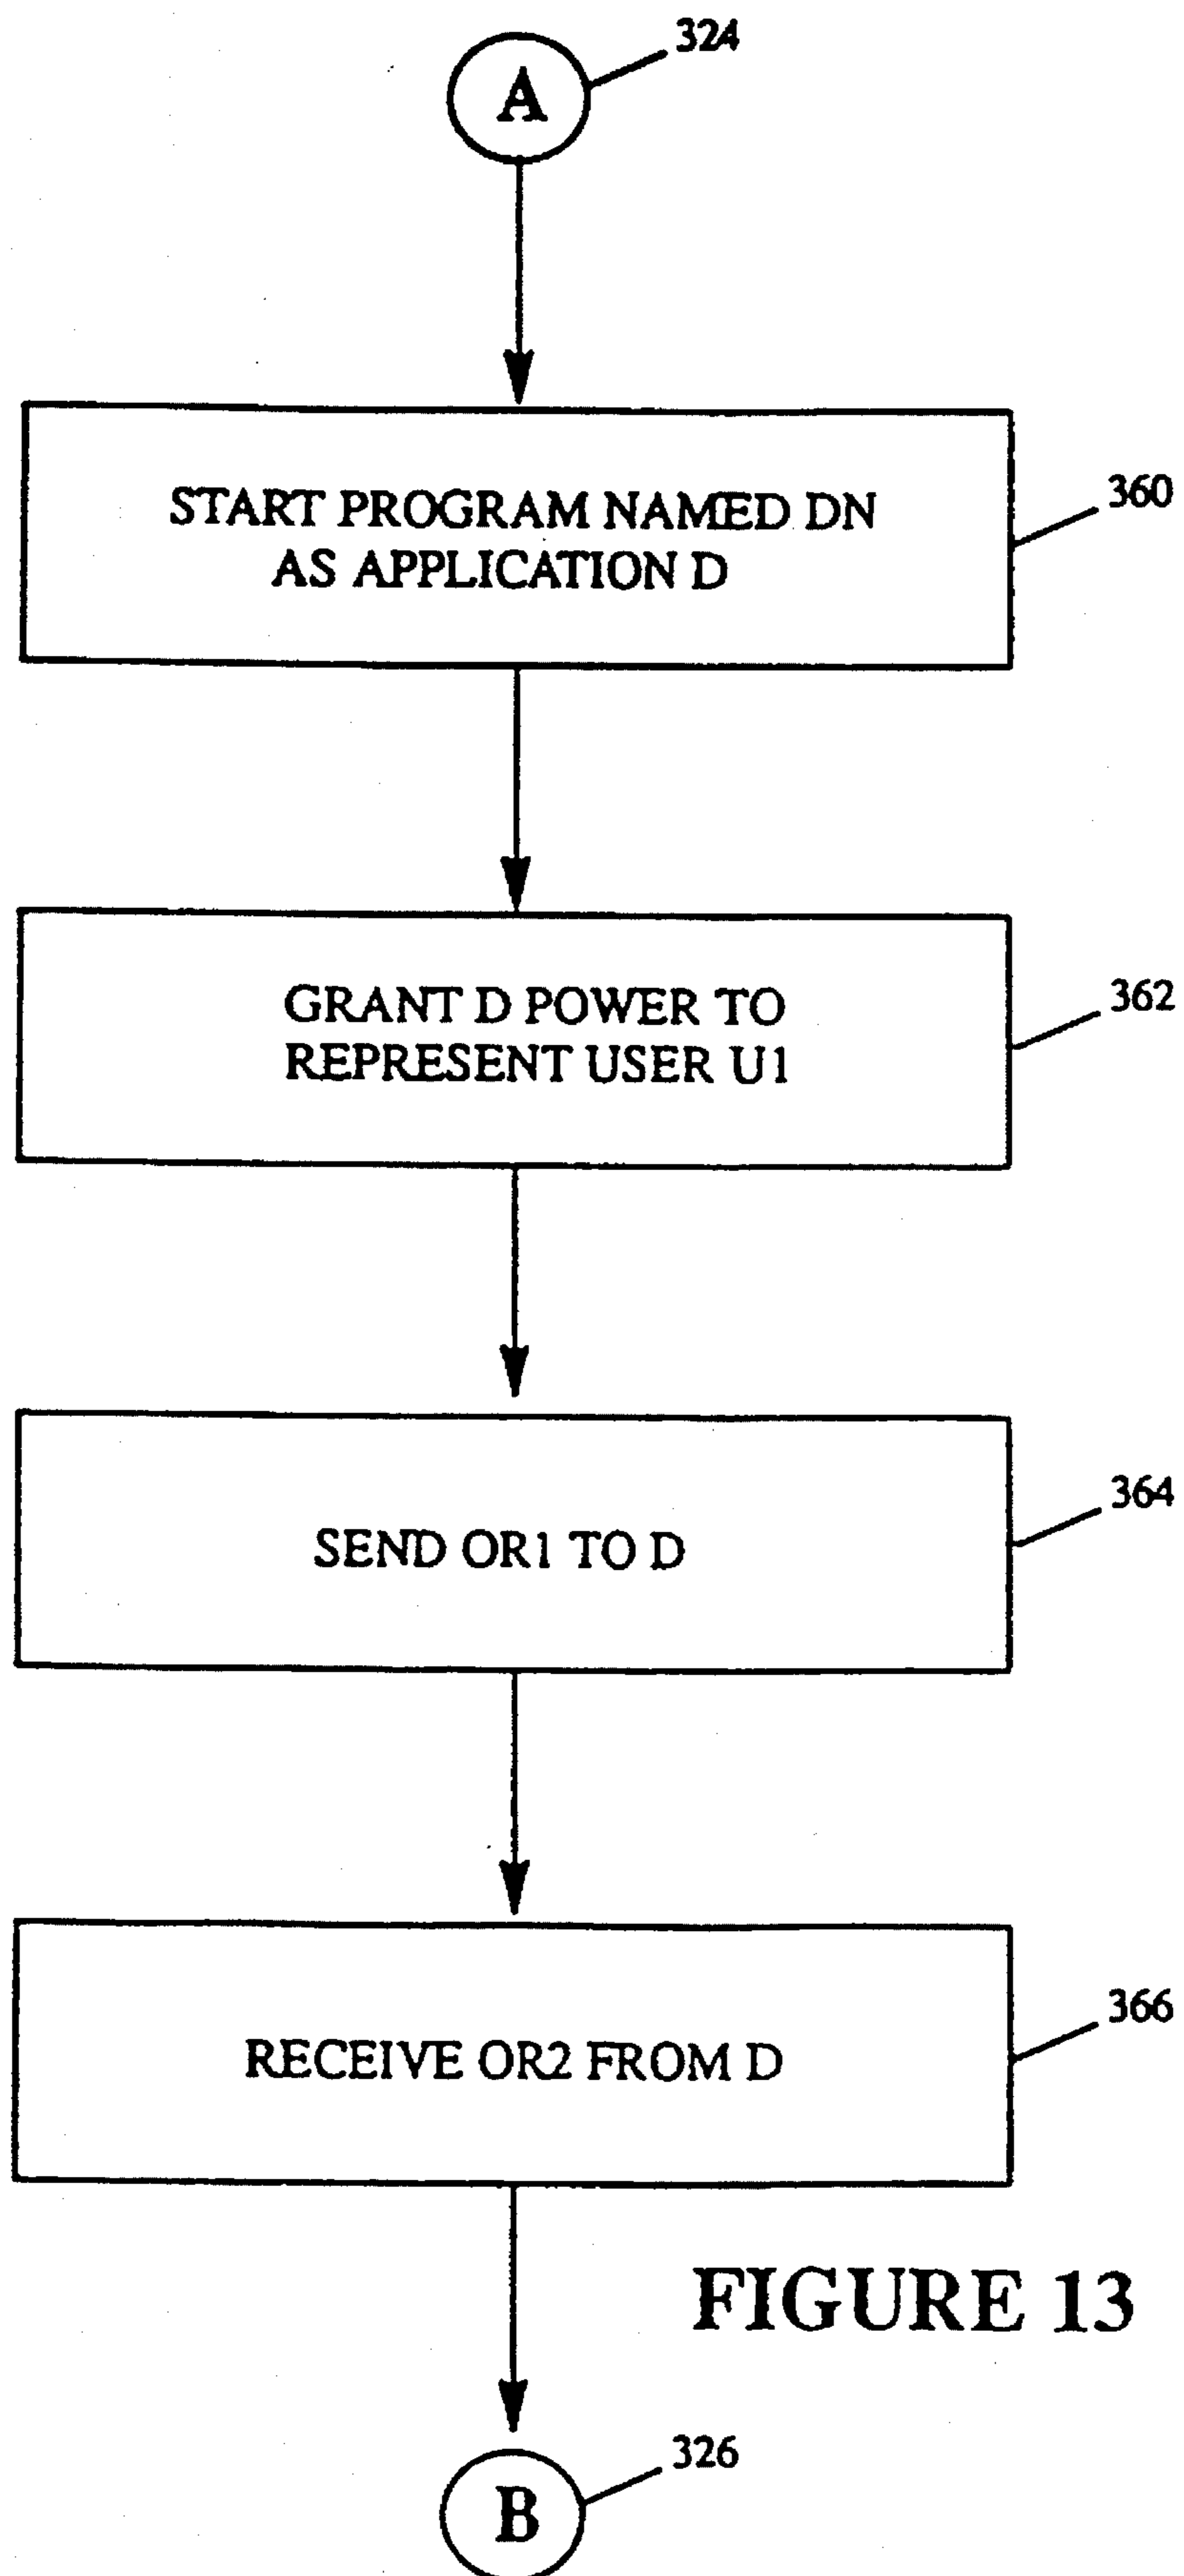 324
A
START PROGRAM NAMED DN
AS APPLICATION D
360
GRANT D POWER TO
REPRESENT USER U1
362
SEND OR1 TO D
364
RECEIVE OR2 FROM D
366
FIGURE 13
326
B